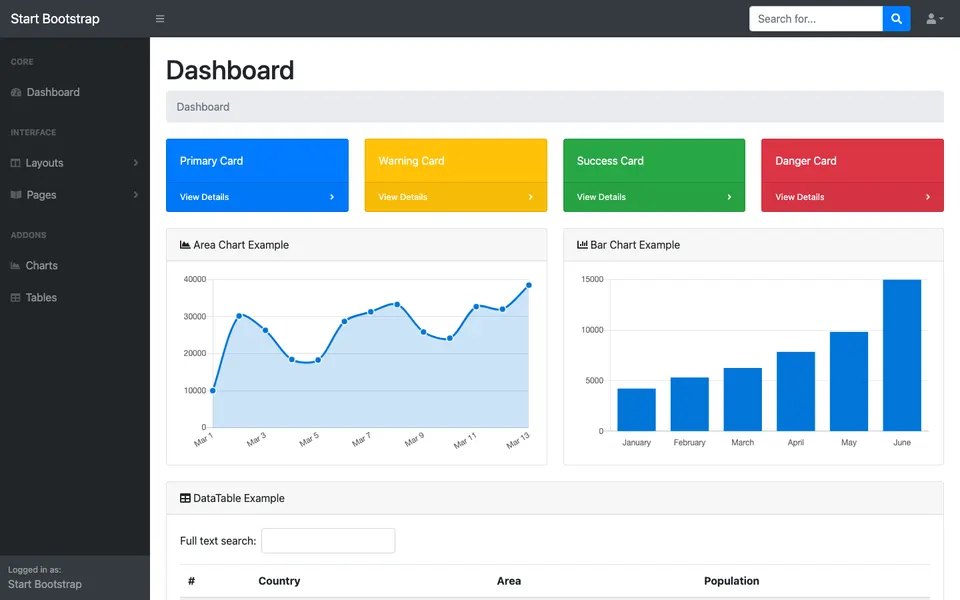 Start Bootstrap
Search for...
CORE
Dashboard
INTERFACE
Layouts
Pages
ADDONS
Charts
Tables
Logged in as:
Start Bootstrap
Dashboard
Dashboard
Primary Card
View Details
Warning Card
View Details
Success Card
View Details
Danger Card
View Details
Area Chart Example
40000
30000
20000
10000
0
Mar 1
Mar 3
Mar 5
Mar 7
Mar 9
Mar 11
Mar 13
Bar Chart Example
15000
10000
5000
0
January
February
March
April
May
June
DataTable Example
Full text search:
# Country Area Population